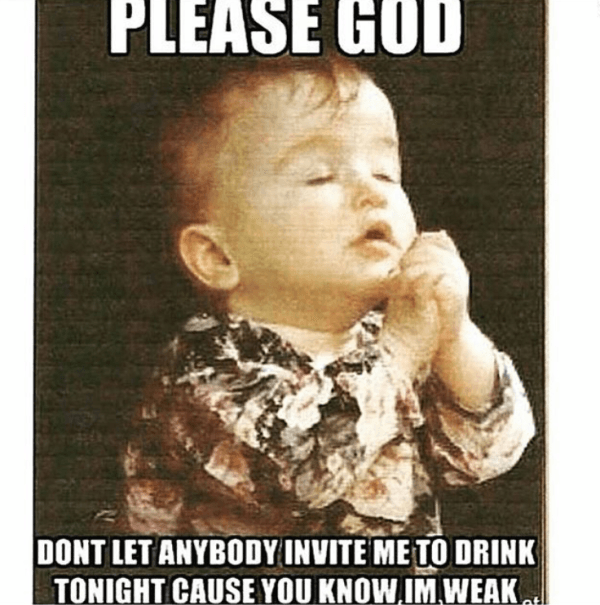 PLEASE GOD
DONT LET ANYBODY INVITE ME TO DRINK
TONIGHT CAUSE YOU KNOW IM WEAK